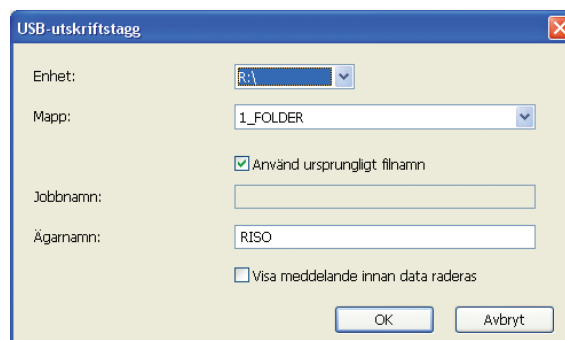 USB-utskriftstagg
Enhet: R:\
Mapp: 1_FOLDER
Använd ursprungligt filnamn
Jobbnamn:
Ägarnamn: RISO
Visa meddelande innan data raderas
OK Avbryt